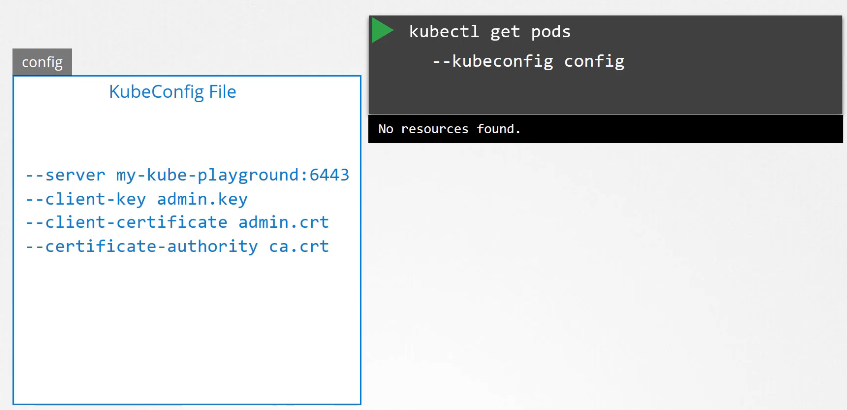 config
KubeConfig File
--server my-kube-playground:6443
--client-key admin.key
--client-certificate admin.crt
--certificate-authority ca.crt
kubectl get pods
--kubeconfig config
No resources found.